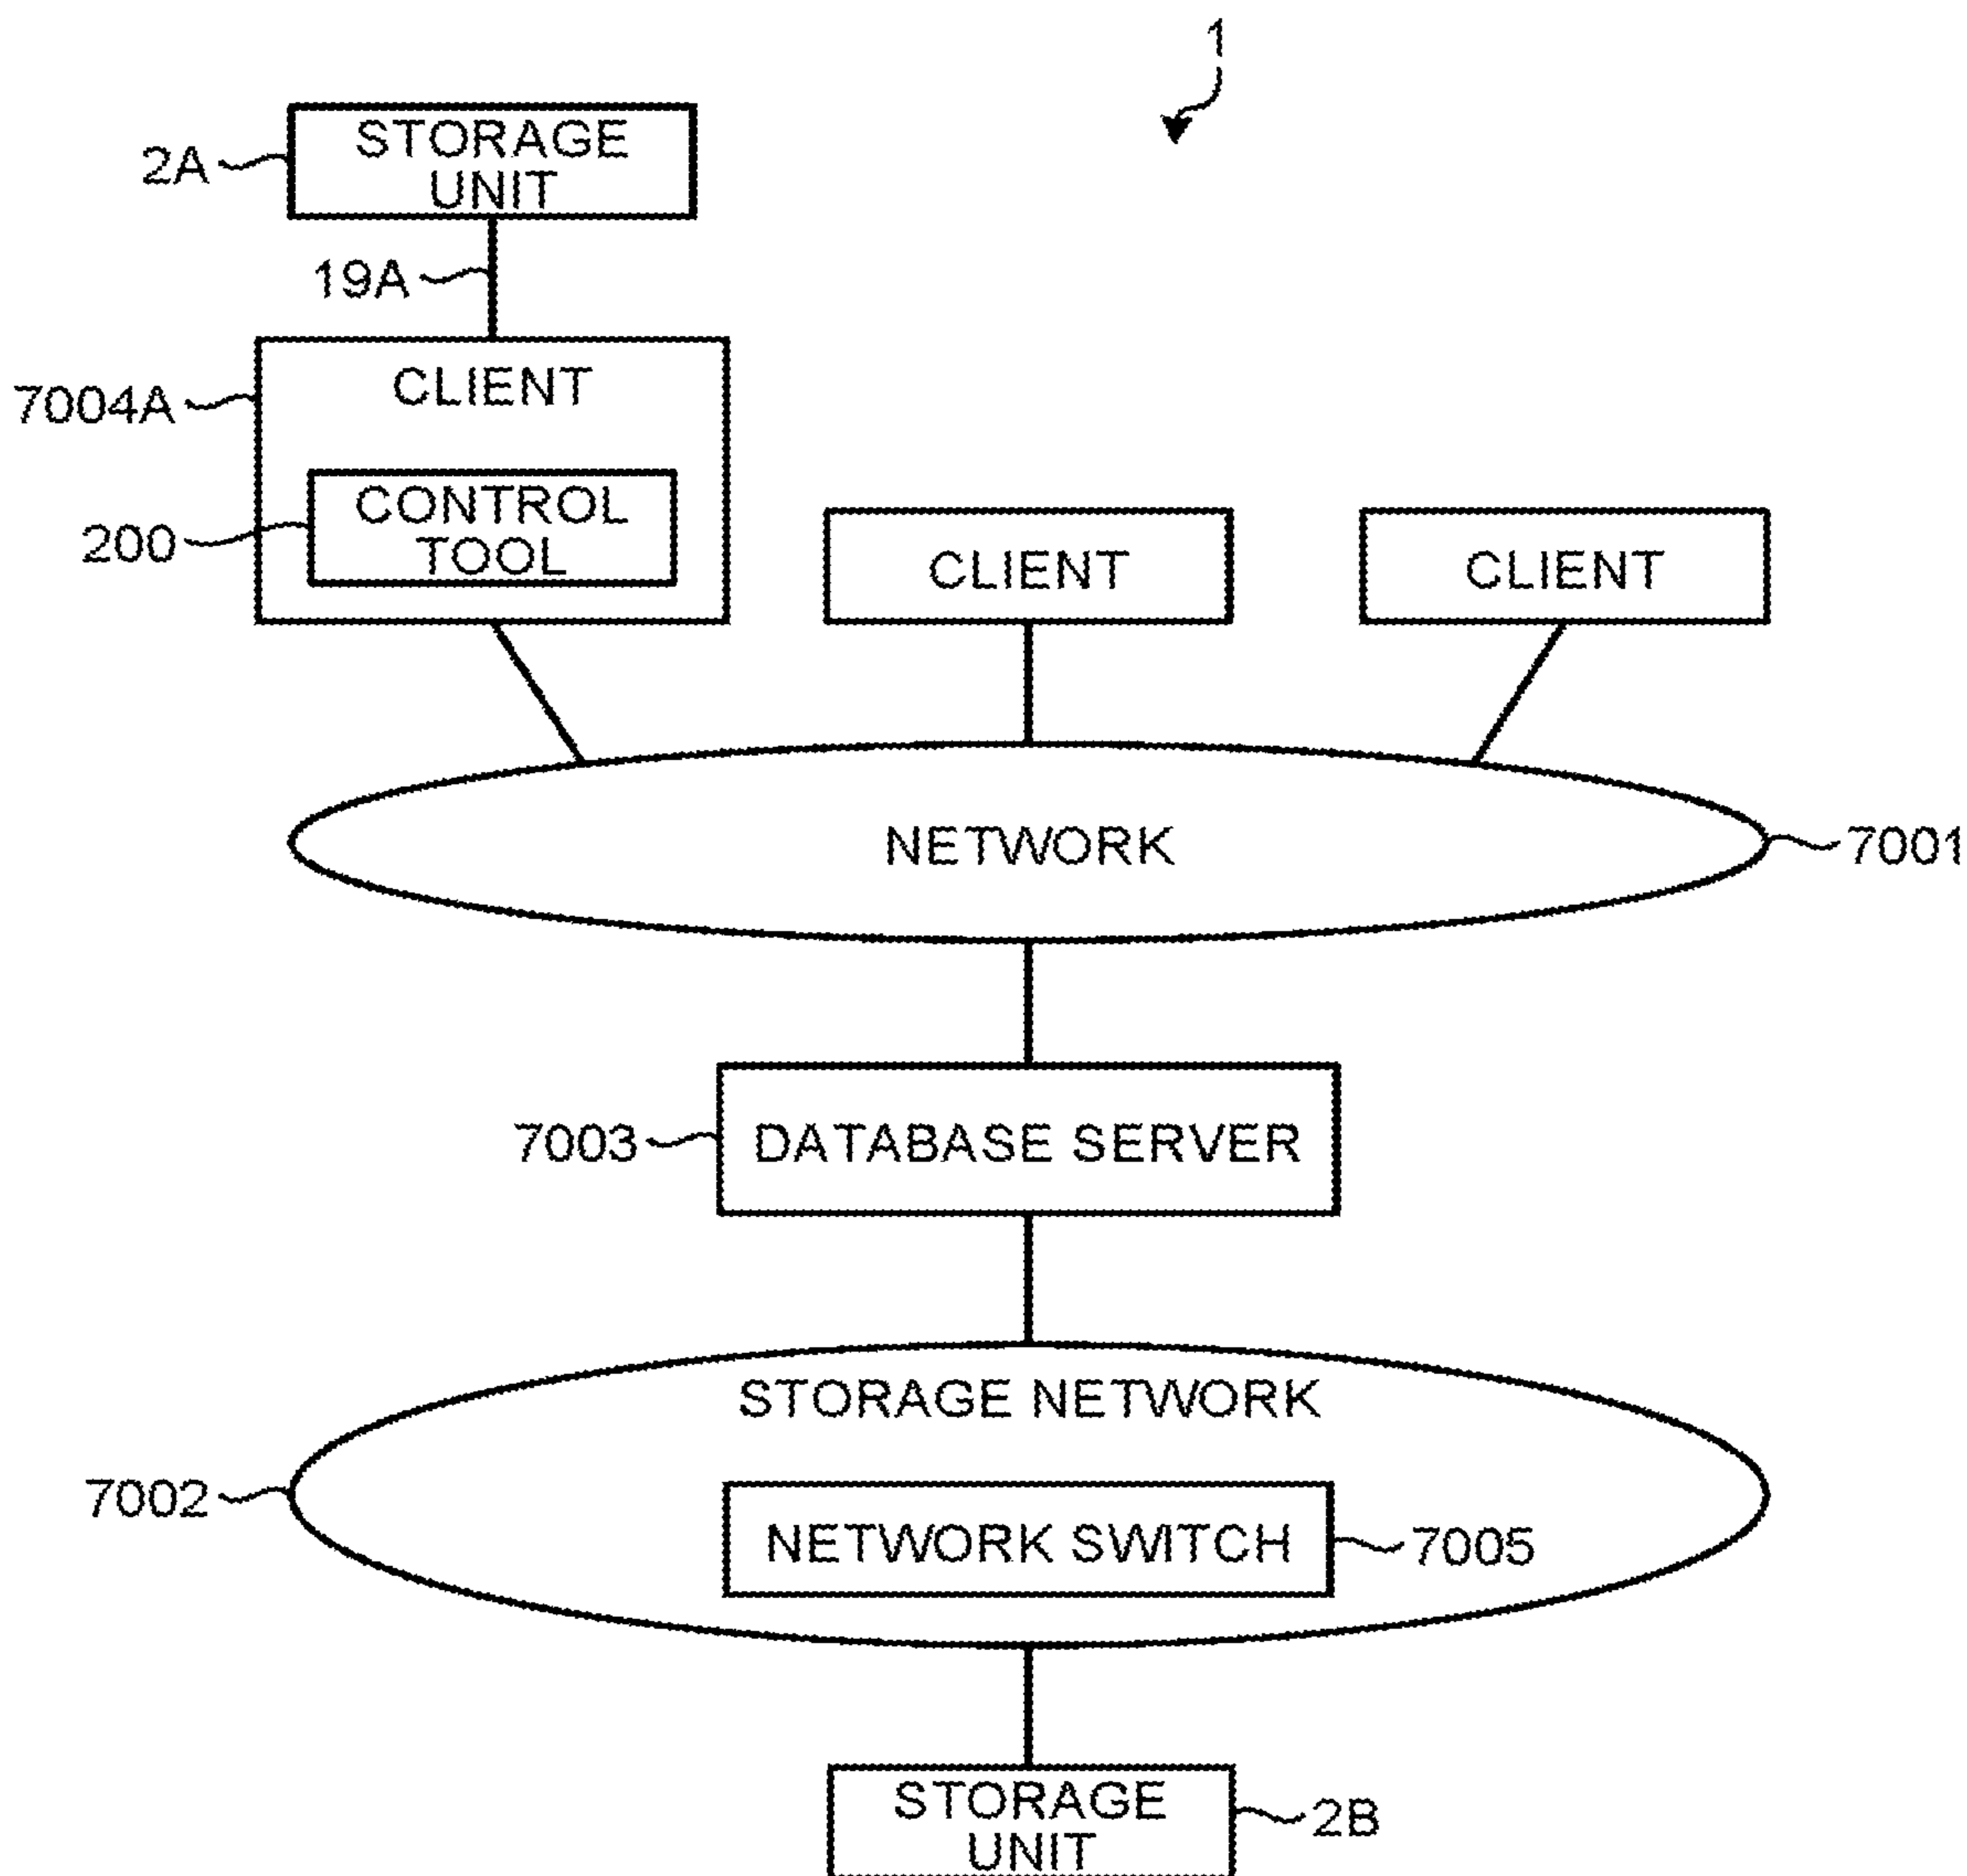 1
STORAGE
UNIT
2A
19A
CLIENT
7004A
CONTROL
TOOL
200
CLIENT
CLIENT
NETWORK
7001
7003
DATABASE SERVER
STORAGE NETWORK
7002
NETWORK SWITCH
7005
STORAGE
UNIT
2B